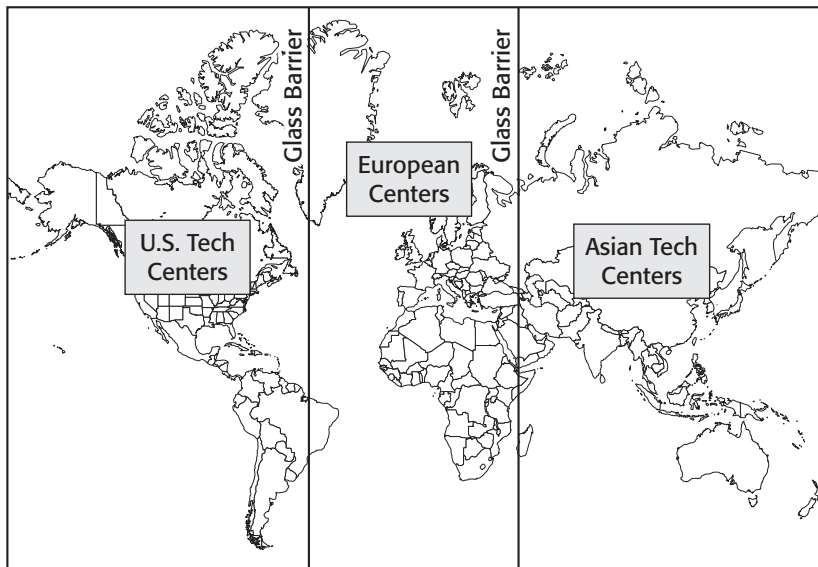 Glass Barrier
Glass Barrier
European
Centers
U.S. Tech
Centers
Asian Tech
Centers